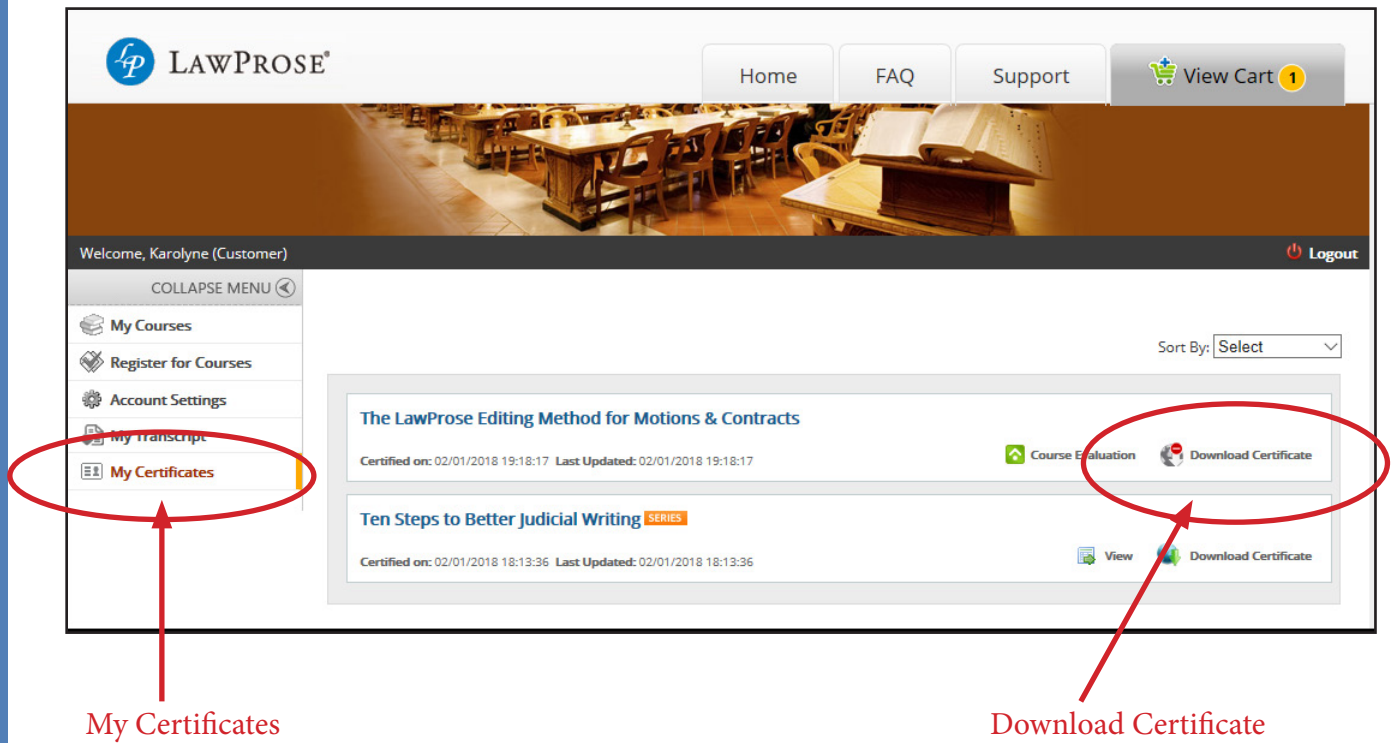 LP LawProse®
Home FAQ Support View Cart 1
Welcome, Karolyne (Customer) Logout
COLLAPSE MENU
My Courses
Register for Courses
Account Settings
My Transcript
My Certificates
Sort By: Select
The LawProse Editing Method for Motions & Contracts
Certified on: 02/01/2018 19:18:17 Last Updated: 02/01/2018 19:18:17 Course Evaluation Download Certificate
Ten Steps to Better Judicial Writing SERIES
Certified on: 02/01/2018 18:13:36 Last Updated: 02/01/2018 18:13:36 View Download Certificate
My Certificates Download Certificate